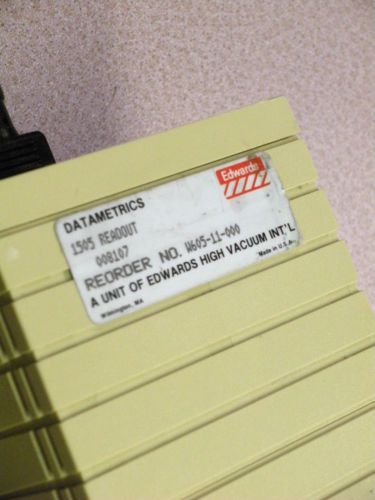 Edwards
DATAMETRICS
1505 READOUT
008107
REORDER NO. W605-11-000
A UNIT OF EDWARDS HIGH VACUUM INT'L
Wilmington, MA
Made in U.S.A.